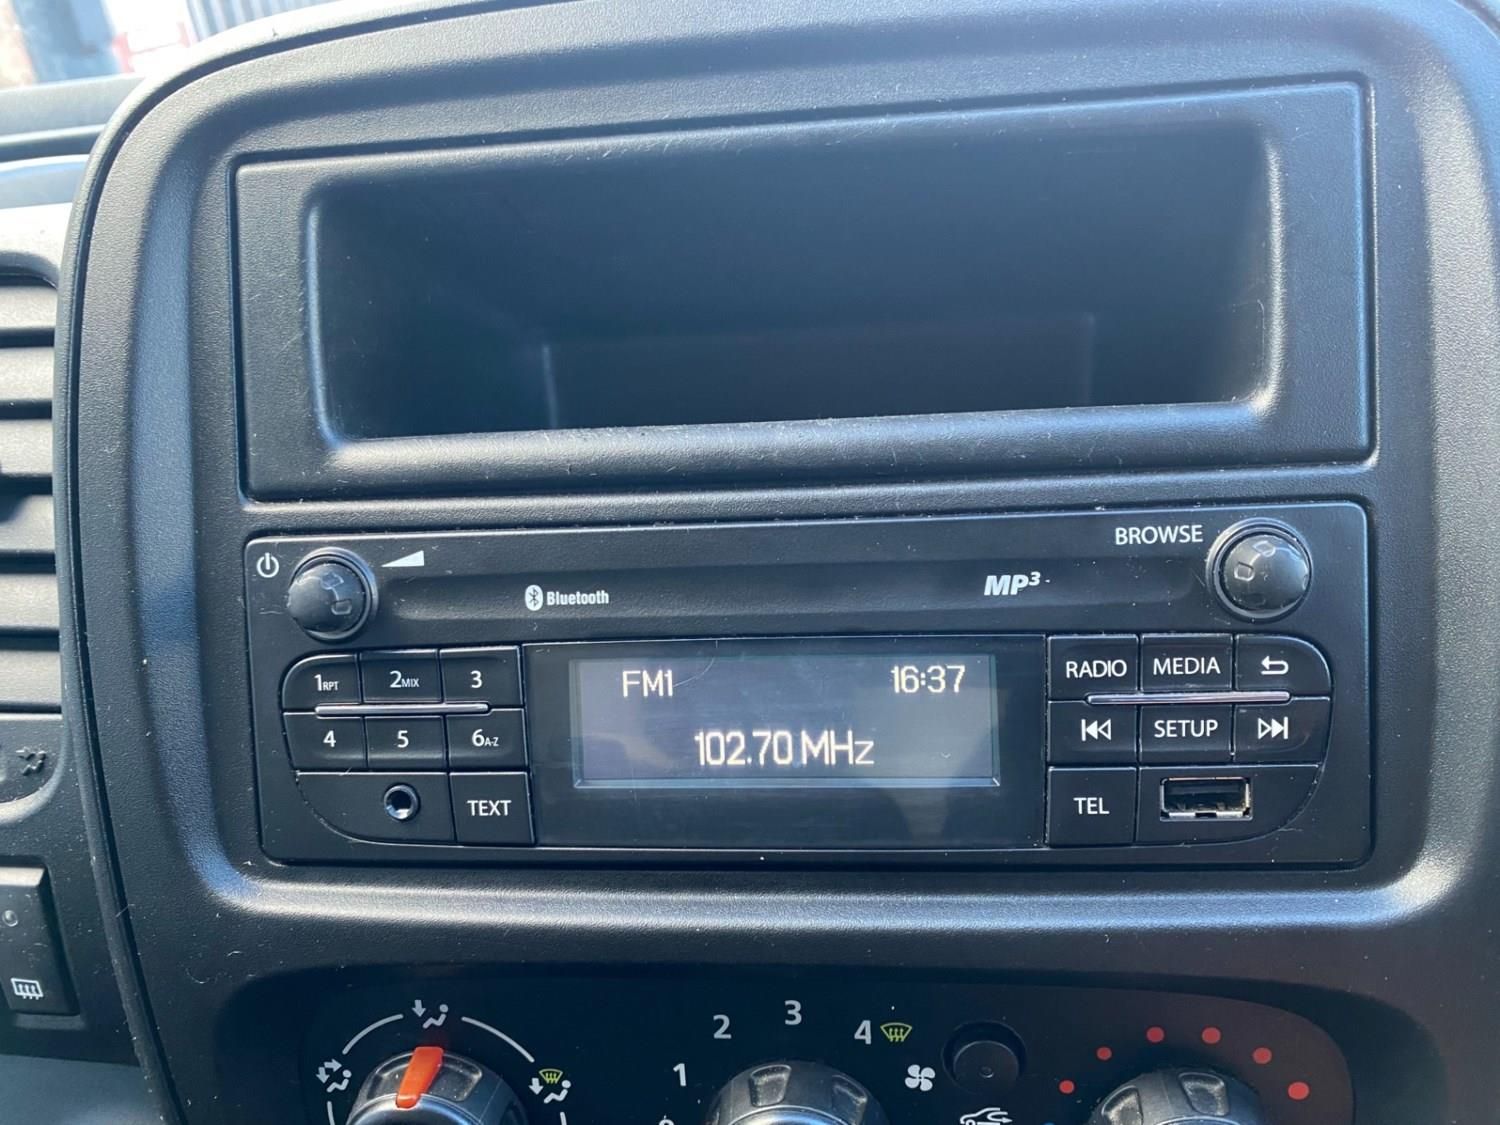 BROWSE
Bluetooth
MP3
1RPT 2MIX 3
FM1 16:37
RADIO MEDIA
4 5 6A-Z
102.70 MHz
SETUP
TEXT
TEL
1 2 3 4